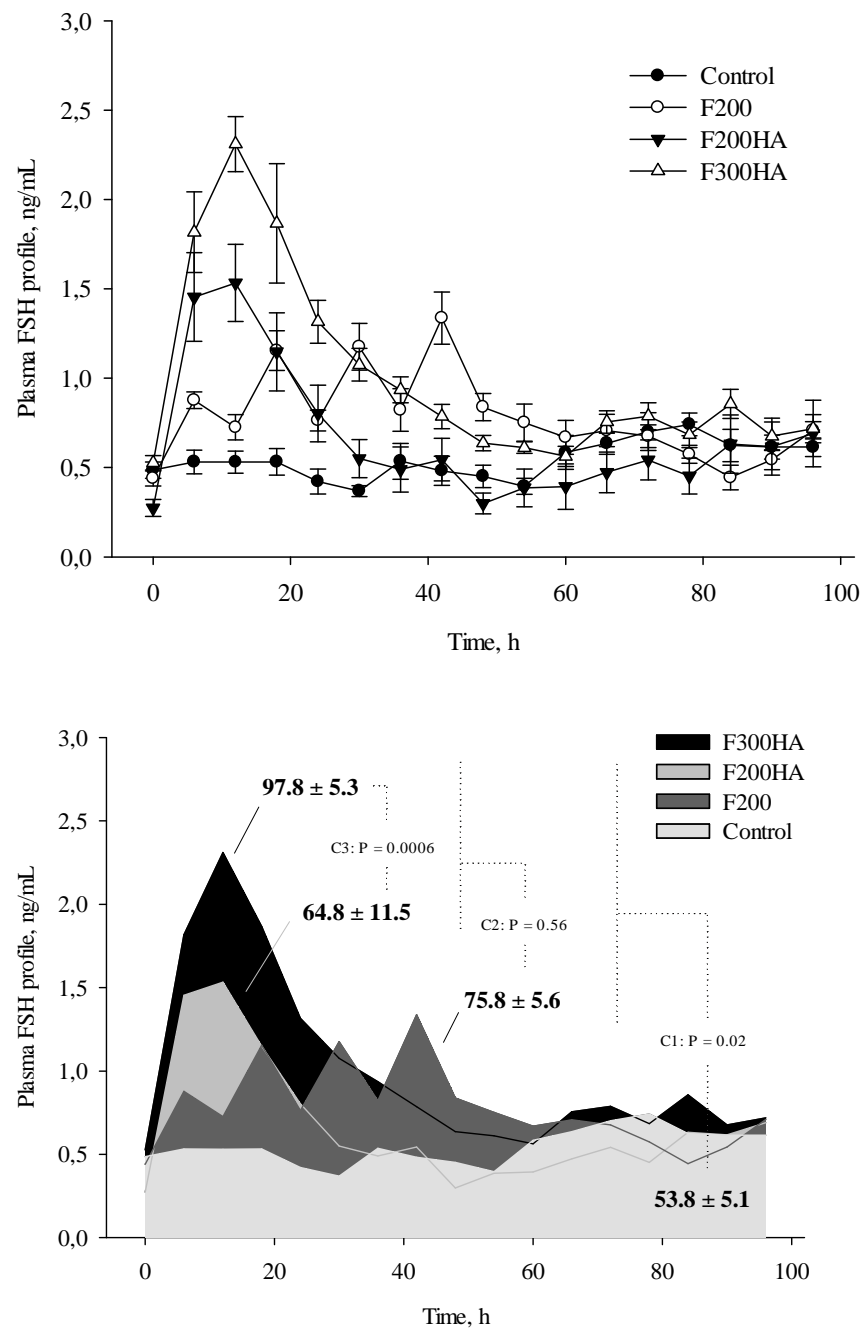 3,0
2,5
2,0
1,5
1,0
0,5
0,0
Plasma FSH profile, ng/mL
Control
F200
F200HA
F300HA
0 20 40 60 80 100
Time, h
3,0
2,5
2,0
1,5
1,0
0,5
0,0
Plasma FSH profile, ng/mL
F300HA
F200HA
F200
Control
97.8 ± 5.3
C3: P = 0.0006
64.8 ± 11.5
C2: P = 0.56
75.8 ± 5.6
C1: P = 0.02
53.8 ± 5.1
0 20 40 60 80 100
Time, h